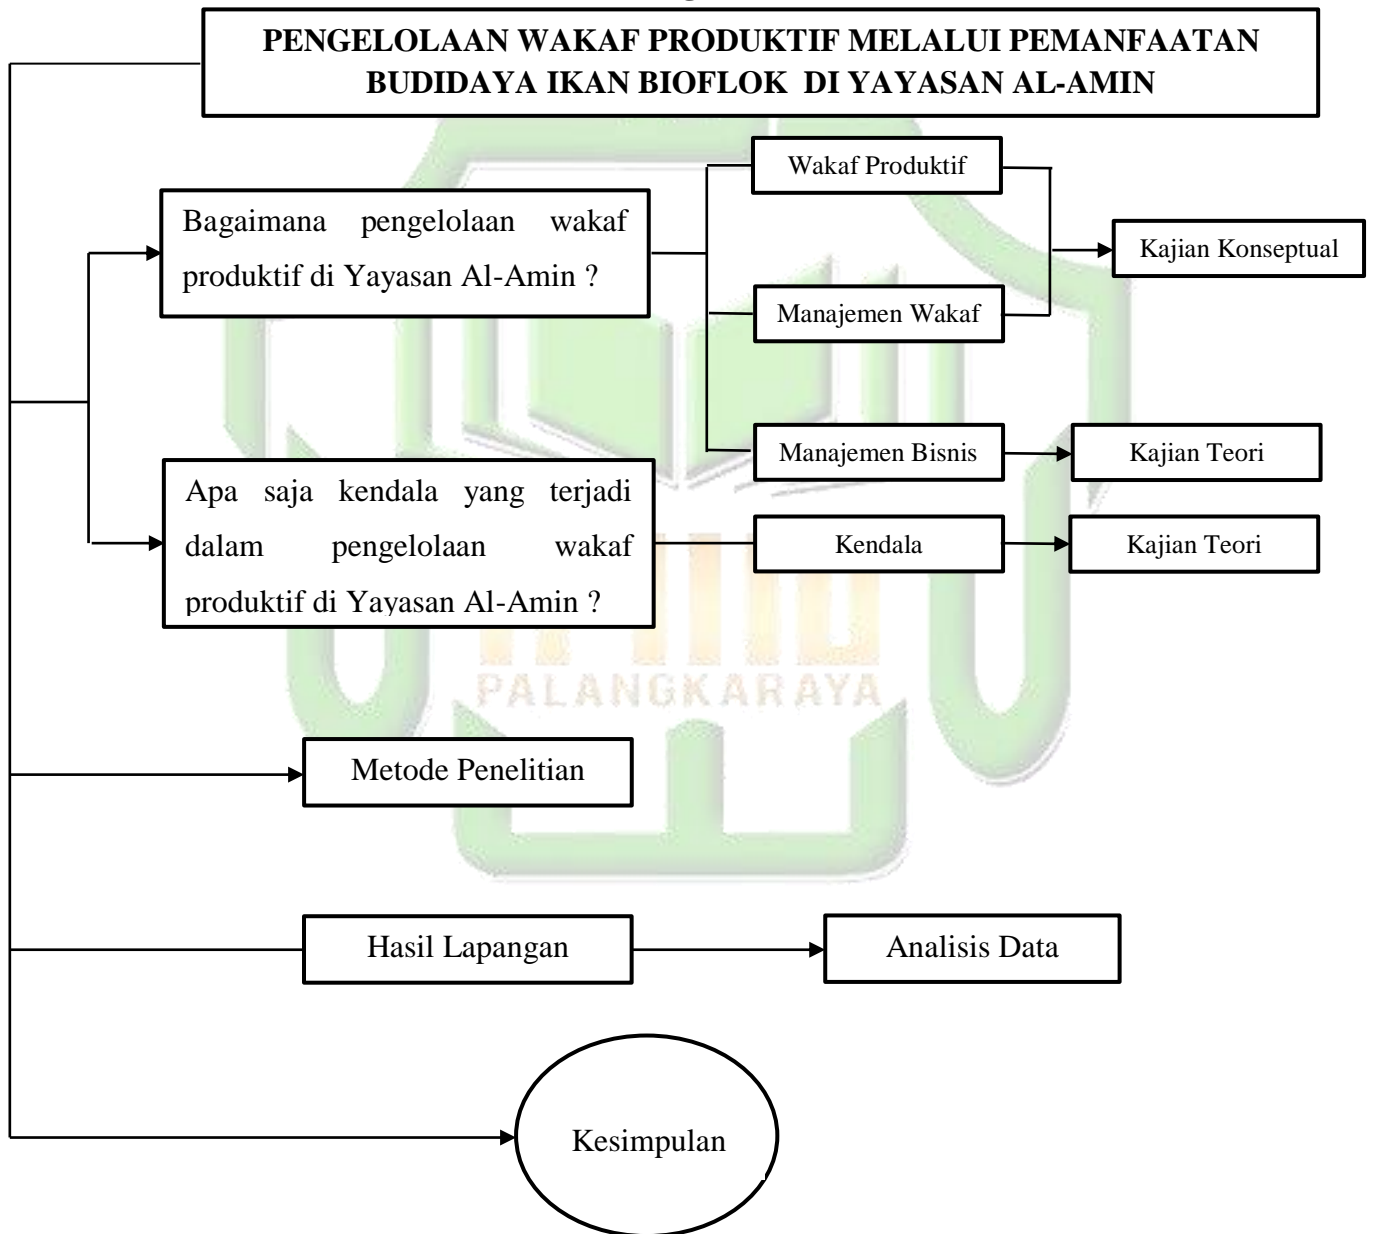 PENGELOLAAN WAKAF PRODUKTIF MELALUI PEMANFAATAN
BUDIDAYA IKAN BIOFLOK DI YAYASAN AL-AMIN
Wakaf Produktif
Bagaimana pengelolaan wakaf
produktif di Yayasan Al-Amin ?
Kajian Konseptual
Manajemen Wakaf
Manajemen Bisnis
Kajian Teori
Apa saja kendala yang terjadi
dalam pengelolaan wakaf
produktif di Yayasan Al-Amin ?
Kendala
Kajian Teori
PALANGKARAYA
Metode Penelitian
Hasil Lapangan
Analisis Data
Kesimpulan